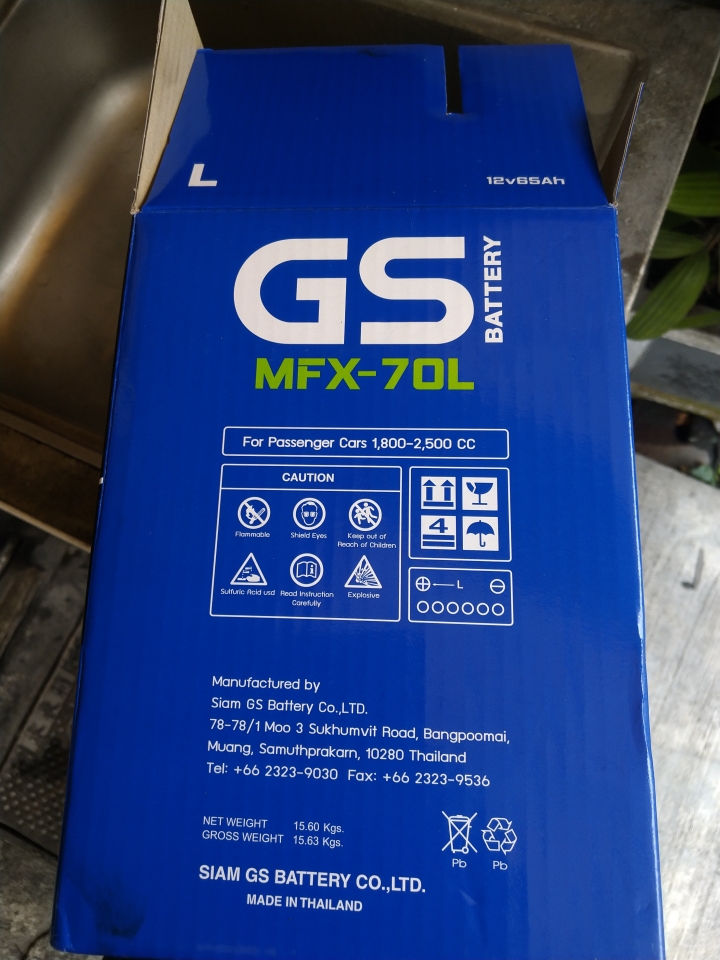 L
12v65Ah
GS BATTERY
MFX-70L
For Passenger Cars 1,800-2,500 CC
CAUTION
Flammable
Shield Eyes
Keep out of
Reach of Children
4
Sulfuric Acid usd
Read Instruction
Carefully
Explosive
⊕—L ⊖
Manufactured by
Siam GS Battery Co.,LTD.
78-78/1 Moo 3 Sukhumvit Road, Bangpoomai,
Muang, Samuthprakarn, 10280 Thailand
Tel: +66 2323-9030 Fax: +66 2323-9536
NET WEIGHT 15.60 Kgs.
GROSS WEIGHT 15.63 Kgs.
Pb Pb
SIAM GS BATTERY CO.,LTD.
MADE IN THAILAND